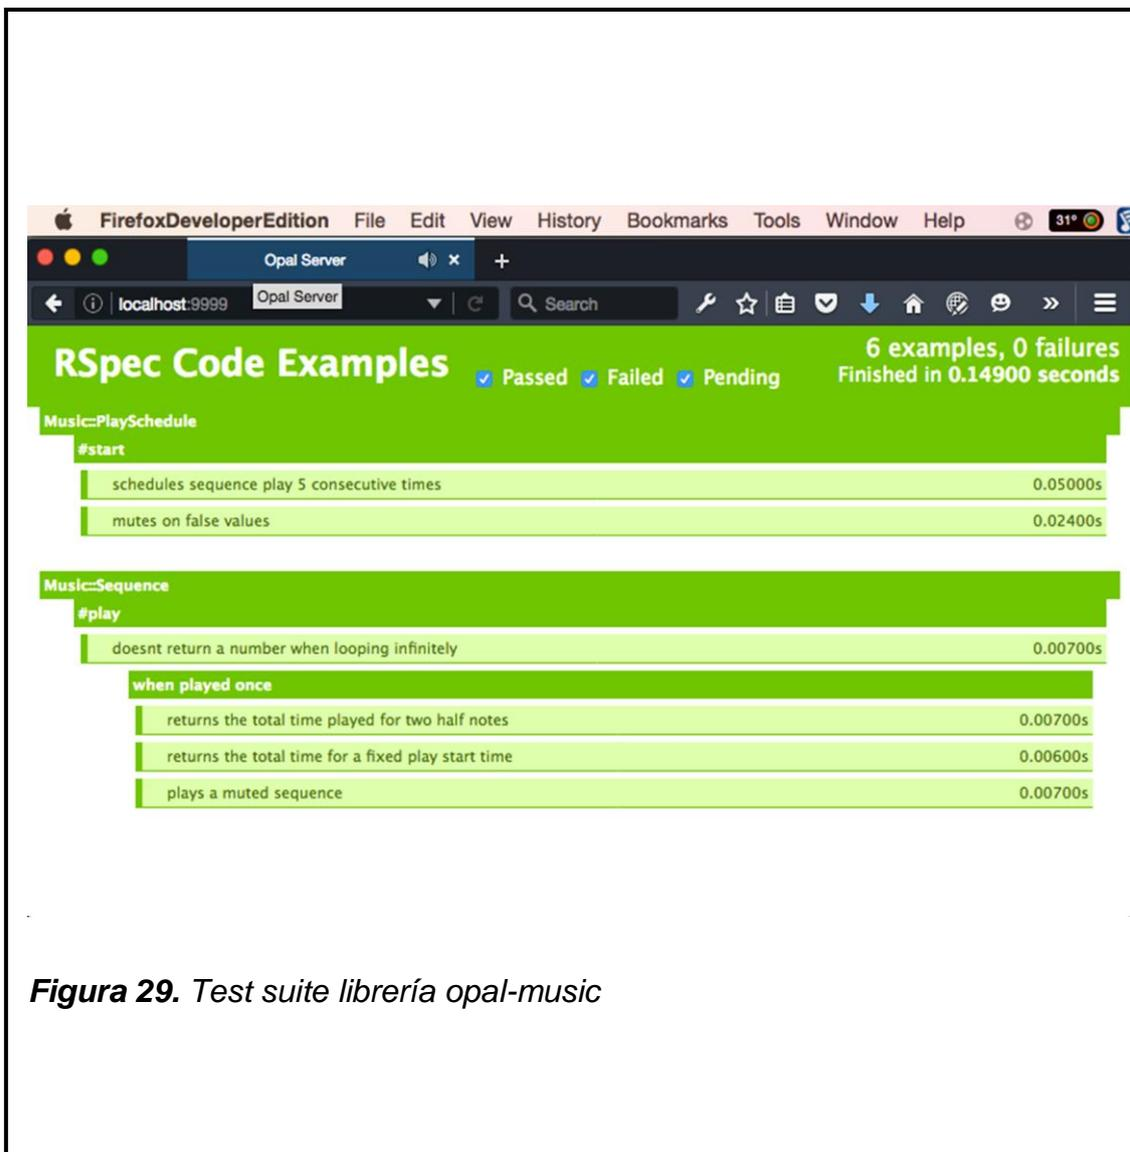 FirefoxDeveloperEdition File Edit View History Bookmarks Tools Window Help 31°
Opal Server
localhost:9999 Opal Server Search
RSpec Code Examples
Passed Failed Pending
6 examples, 0 failures
Finished in 0.14900 seconds
Music::PlaySchedule
#start
schedules sequence play 5 consecutive times 0.05000s
mutes on false values 0.02400s
Music::Sequence
#play
doesnt return a number when looping infinitely 0.00700s
when played once
returns the total time played for two half notes 0.00700s
returns the total time for a fixed play start time 0.00600s
plays a muted sequence 0.00700s
Figura 29. Test suite librería opal-music